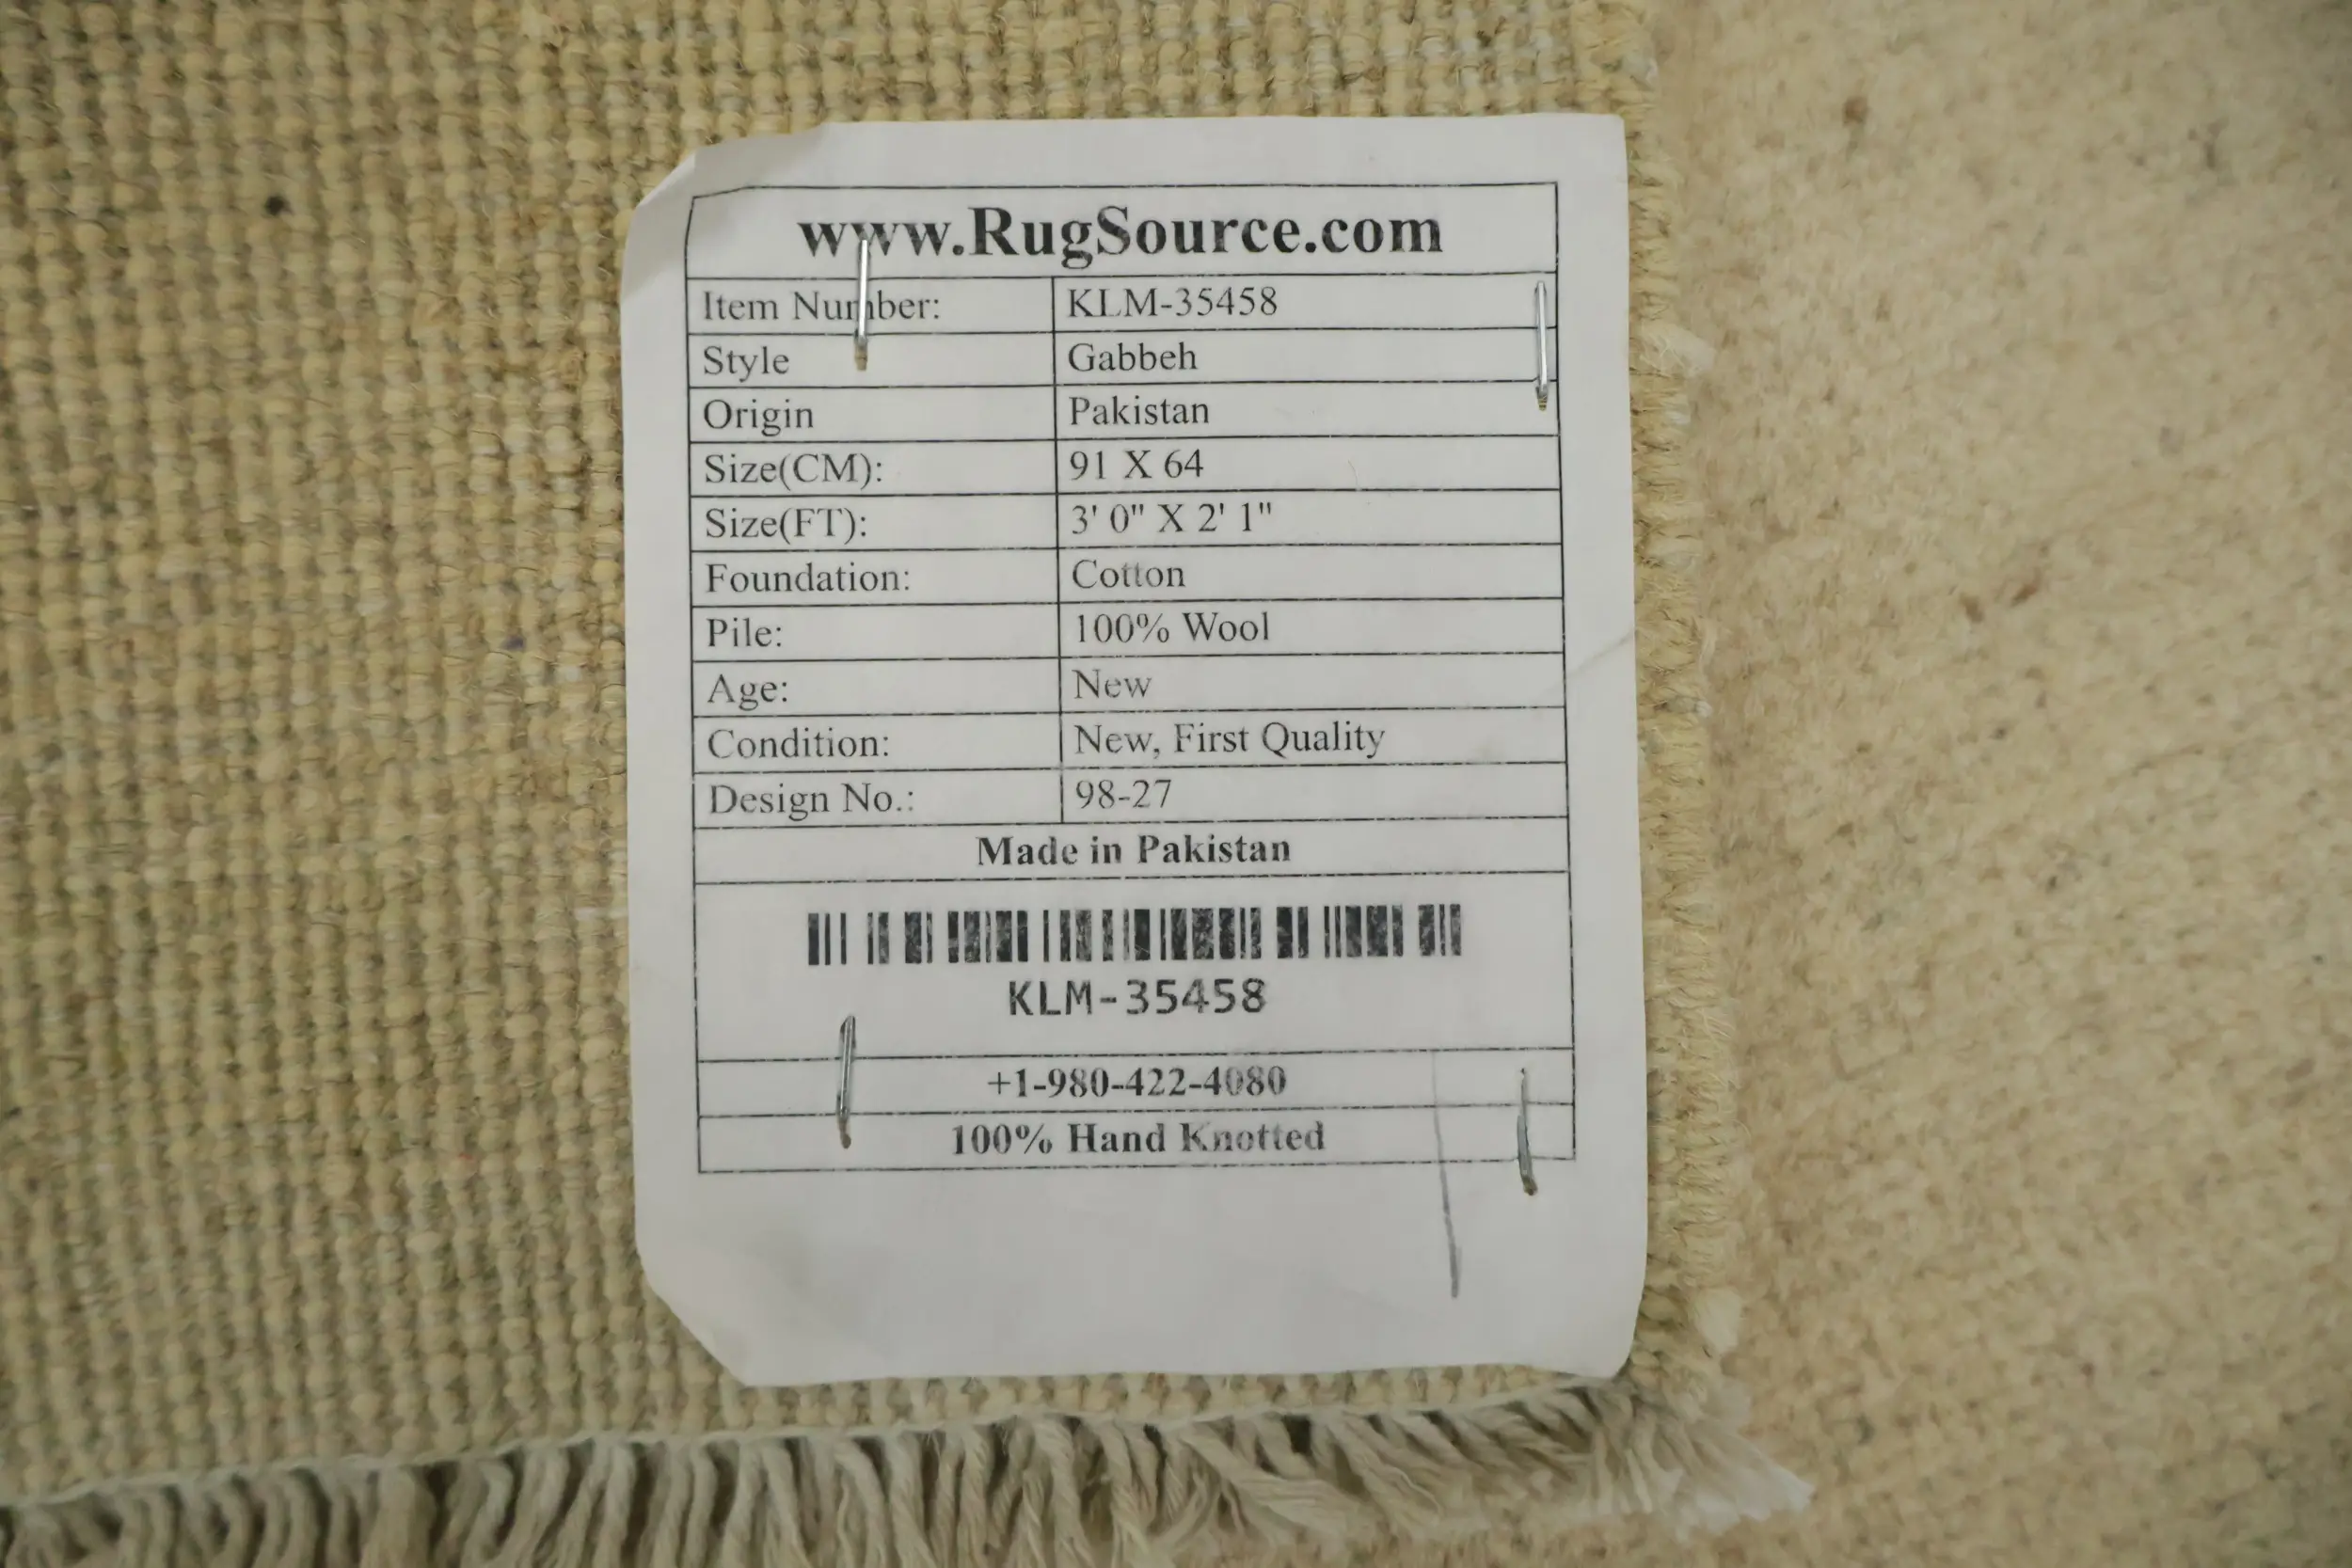 www.RugSource.com
Item Number: KLM-35458
Style Gabbeh
Origin Pakistan
Size(CM): 91 X 64
Size(FT): 3' 0" X 2' 1"
Foundation: Cotton
Pile: 100% Wool
Age: New
Condition: New, First Quality
Design No.: 98-27
Made in Pakistan
KLM-35458
+1-980-422-4080
100% Hand Knotted